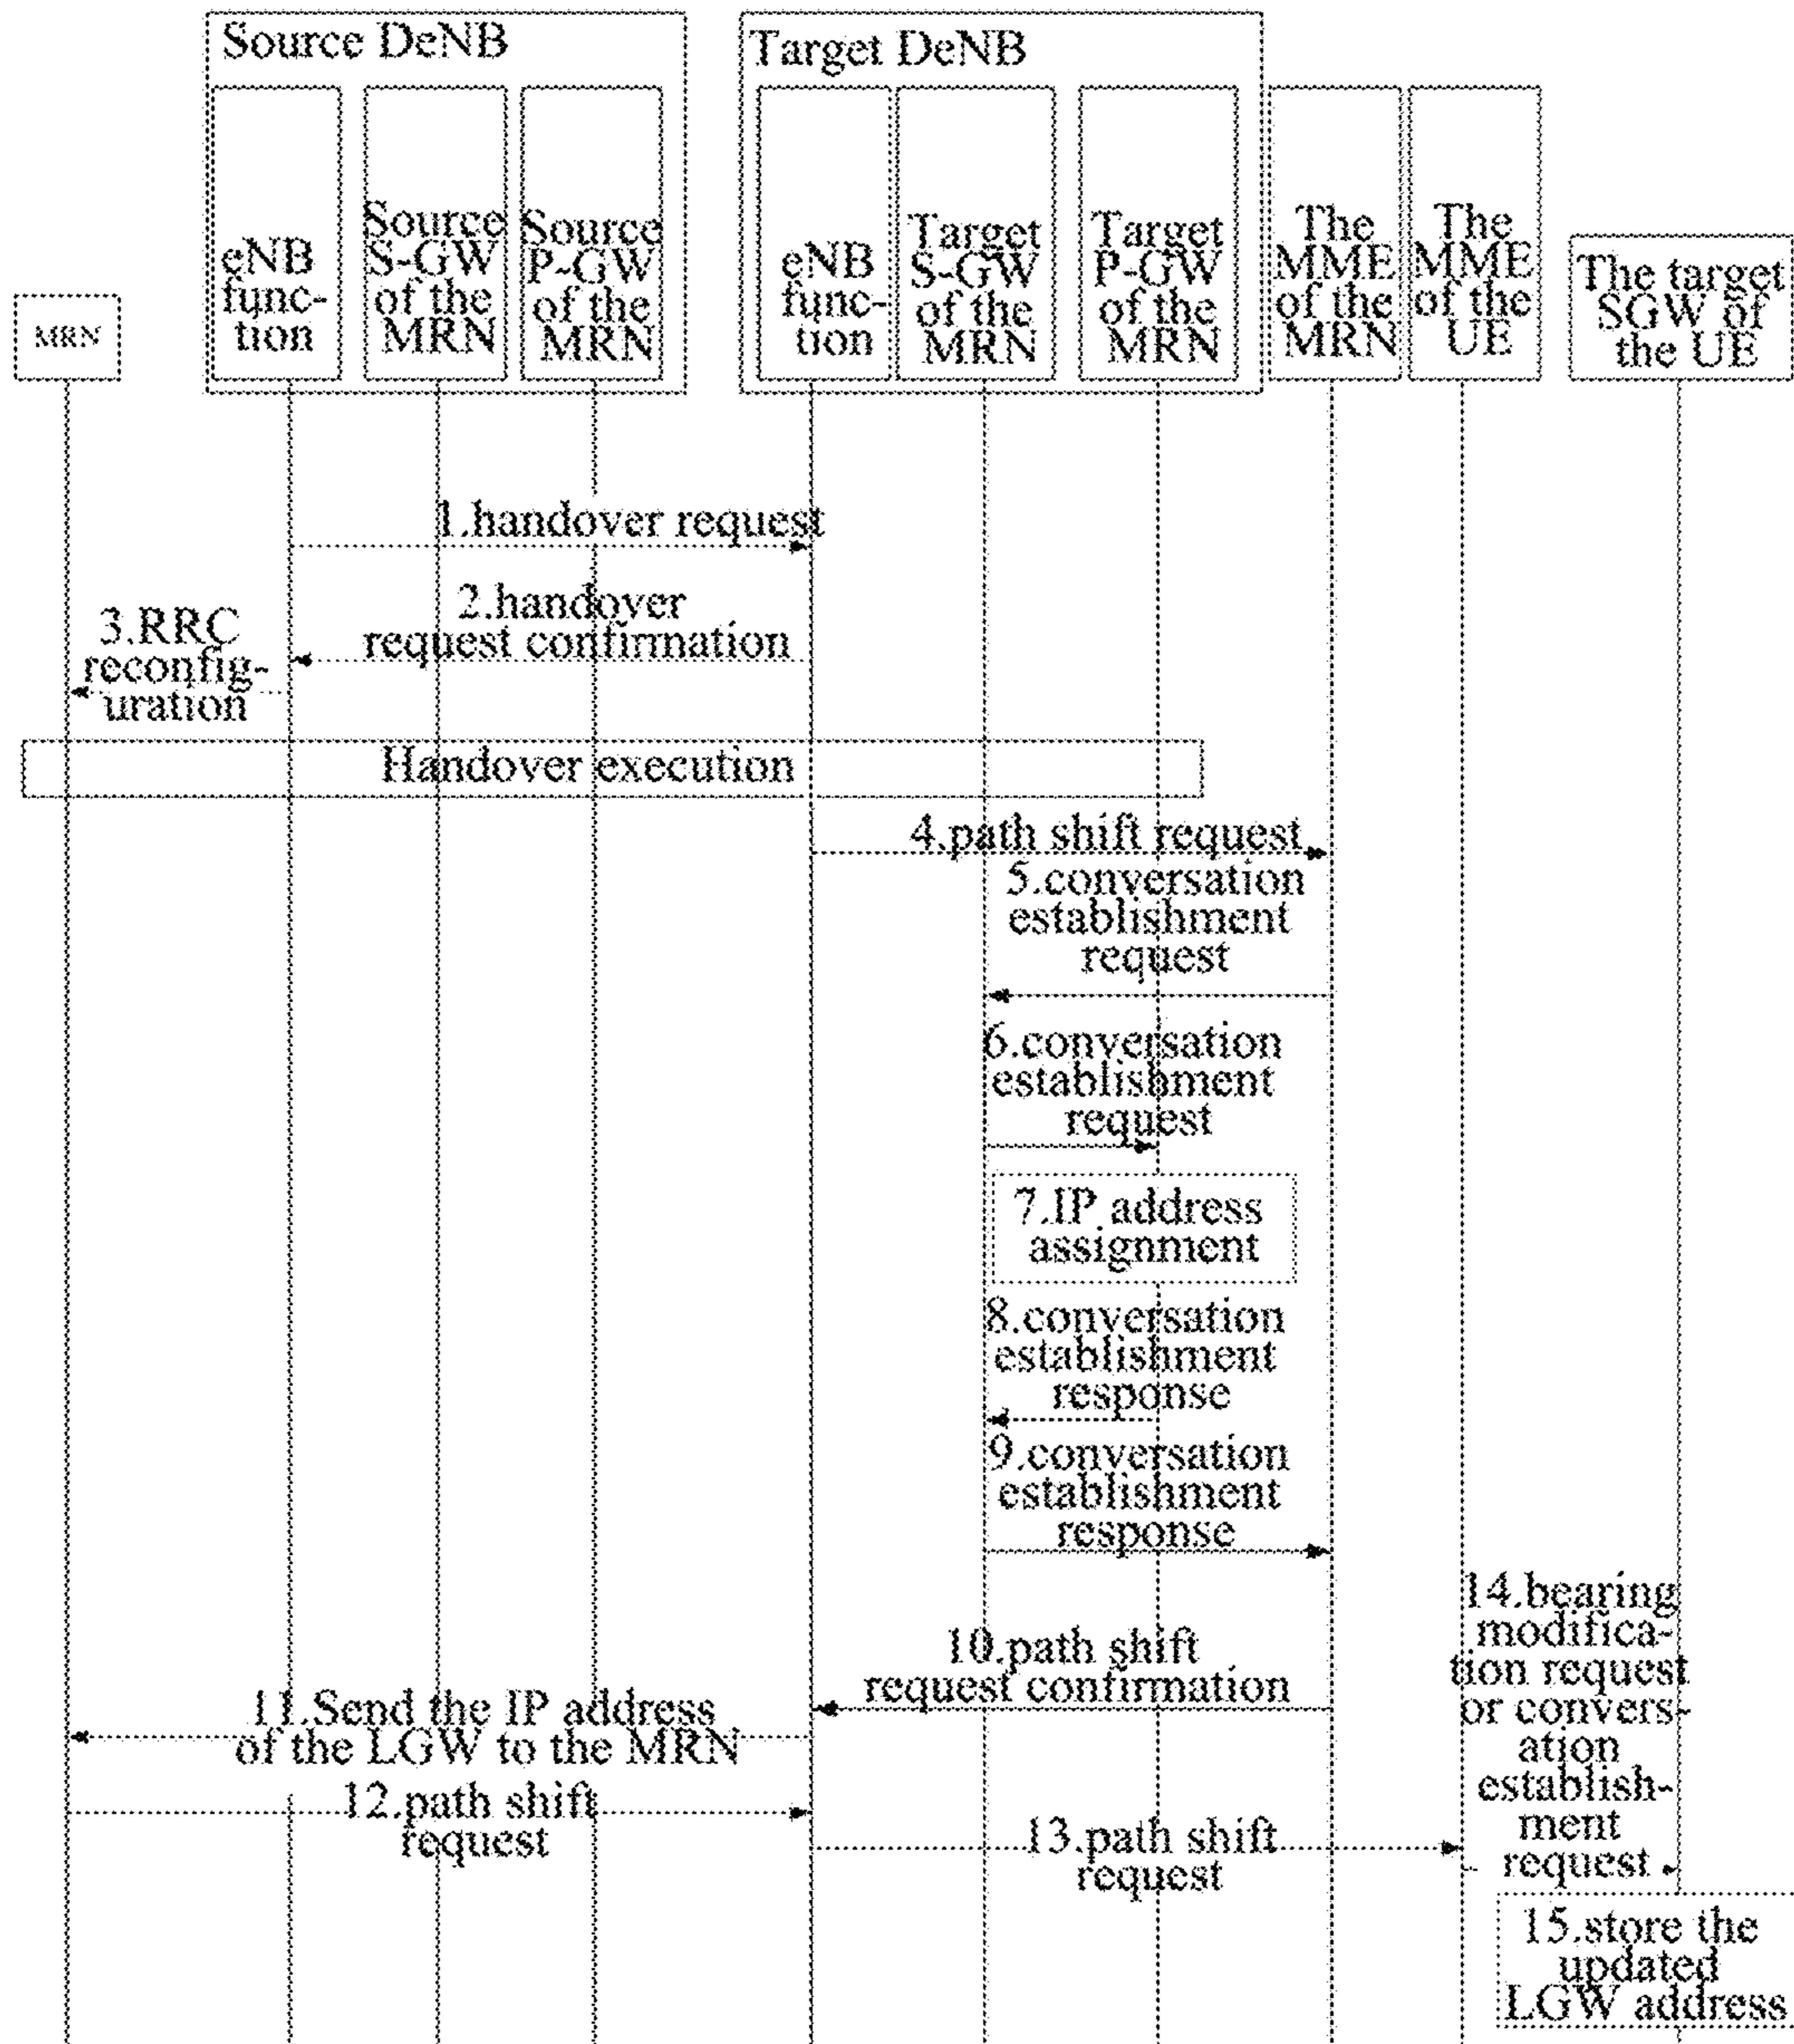 Source DeNB
Target DeNB
MRN
eNB
func-
tion
Source
S-GW
of the
MRN
Source
P-GW
of the
MRN
eNB
func-
tion
Target
S-GW
of the
MRN
Target
P-GW
of the
MRN
The
MME
of the
MRN
The
MME
of the
UE
The target
SGW of
the UE
1.handover request
2.handover
request confirmation
3.RRC
reconfig-
uration
Handover execution
4.path shift request
5.conversation
establishment
request
6.conversation
establishment
request
7.IP address
assignment
8.conversation
establishment
response
9.conversation
establishment
response
10.path shift
request confirmation
11.Send the IP address
of the LGW to the MRN
12.path shift
request
13.path shift
request
14.bearing
modifica-
tion request
or convers-
ation
establish-
ment
request
15.store the
updated
LGW address